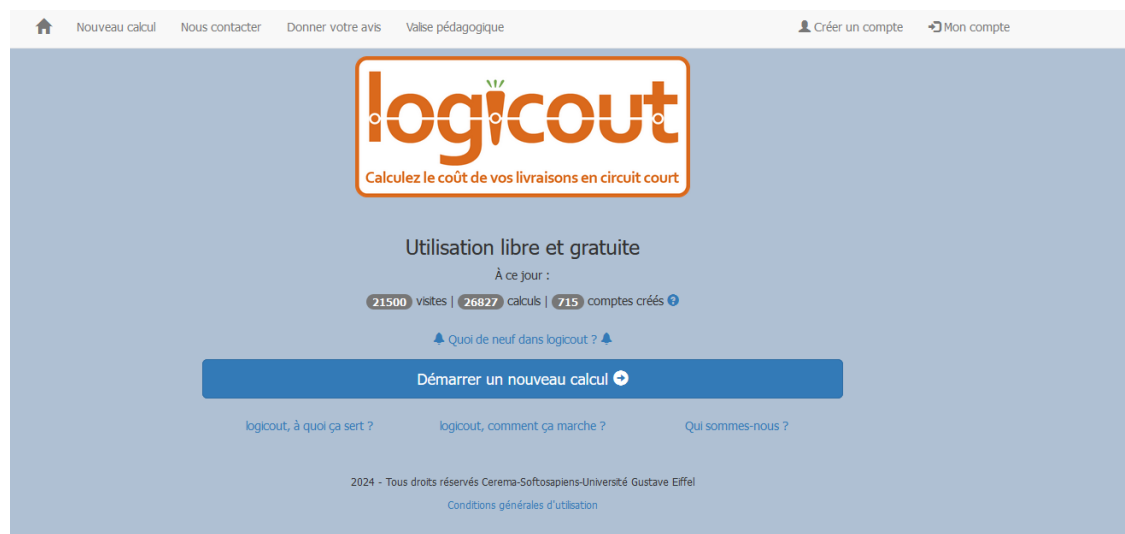 Nouveau calcul Nous contacter Donner votre avis Valise pédagogique Créer un compte Mon compte
logicout
Calculez le coût de vos livraisons en circuit court
Utilisation libre et gratuite
À ce jour :
21500 visites | 26827 calculs | 715 comptes créés
Quoi de neuf dans logicout ?
Démarrer un nouveau calcul
logicout, à quoi ça sert ? logicout, comment ça marche ? Qui sommes-nous ?
2024 - Tous droits réservés Cerema-Softosapiens-Université Gustave Eiffel
Conditions générales d'utilisation